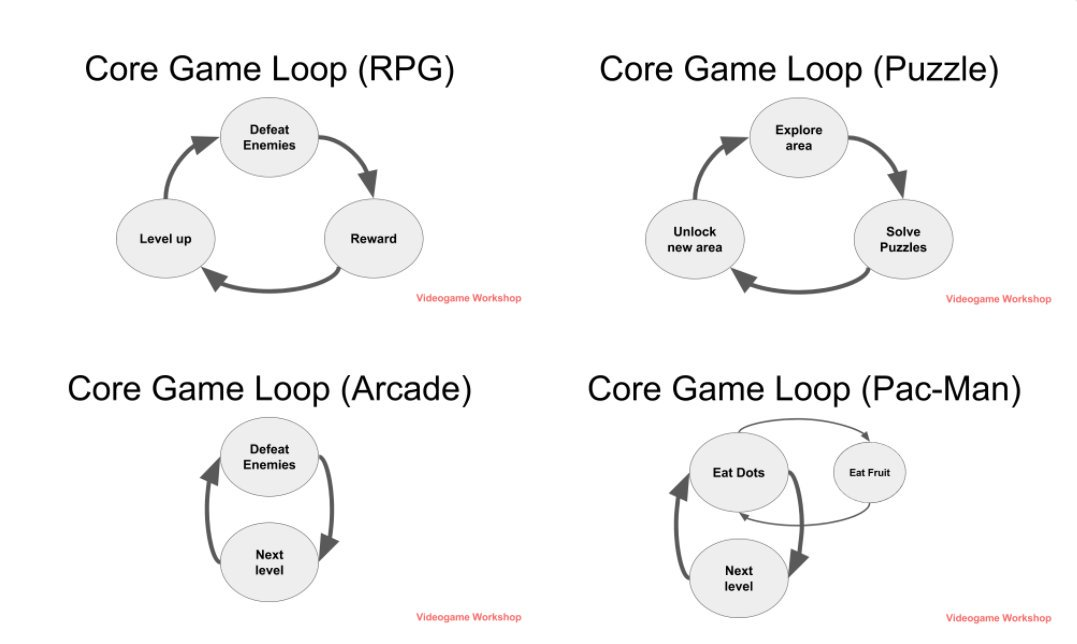 Core Game Loop (RPG)
Defeat
Enemies
Level up
Reward
Videogame Workshop
Core Game Loop (Puzzle)
Explore
area
Unlock
new area
Solve
Puzzles
Videogame Workshop
Core Game Loop (Arcade)
Defeat
Enemies
Next
level
Videogame Workshop
Core Game Loop (Pac-Man)
Eat Dots
Eat Fruit
Next
level
Videogame Workshop